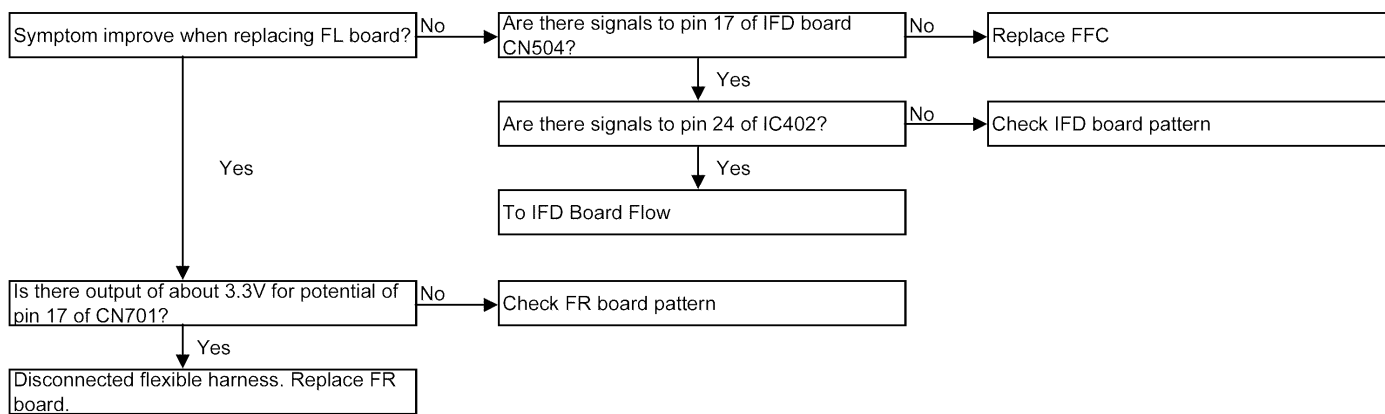 Symptom improve when replacing FL board?
No
Are there signals to pin 17 of IFD board
CN504?
No
Replace FFC
Yes
Are there signals to pin 24 of IC402?
No
Check IFD board pattern
Yes
Yes
To IFD Board Flow
Is there output of about 3.3V for potential of
pin 17 of CN701?
No
Check FR board pattern
Yes
Disconnected flexible harness. Replace FR
board.